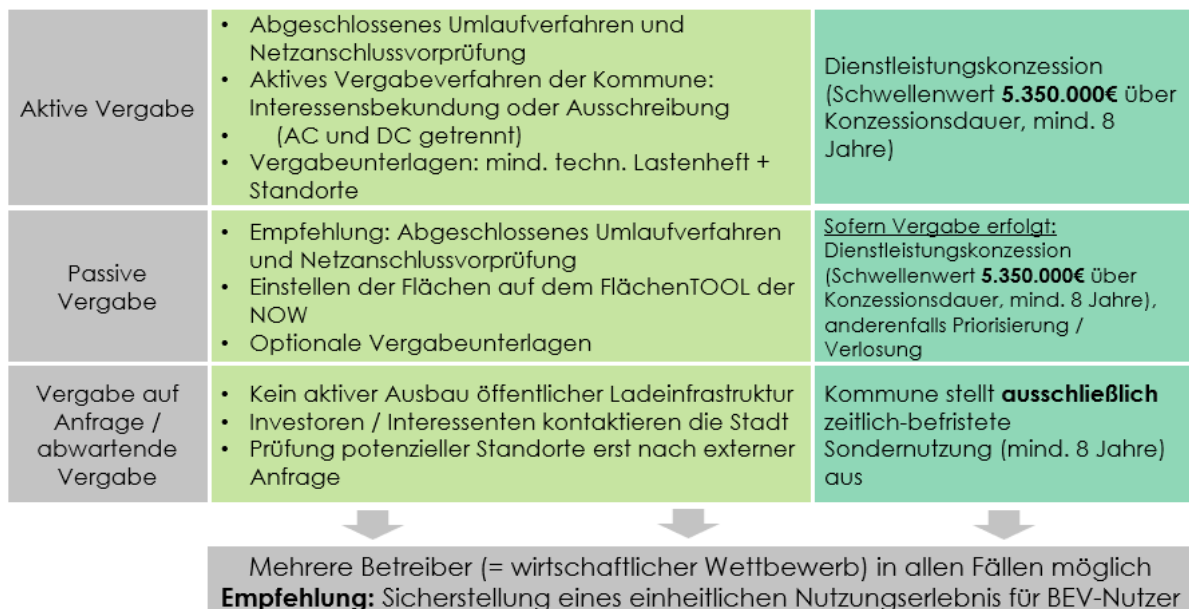 Aktive Vergabe
• Abgeschlossenes Umlaufverfahren und
Netzanschlussvorprüfung
• Aktives Vergabeverfahren der Kommune:
Interessensbekundung oder Ausschreibung
• (AC und DC getrennt)
• Vergabeunterlagen: mind. techn. Lastenheft +
Standorte
Dienstleistungskonzession
(Schwellenwert 5.350.000€ über
Konzessionsdauer, mind. 8
Jahre)
Passive
Vergabe
• Empfehlung: Abgeschlossenes Umlaufverfahren
und Netzanschlussvorprüfung
• Einstellen der Flächen auf dem FlächenTOOL der
NOW
• Optionale Vergabeunterlagen
Sofern Vergabe erfolgt:
Dienstleistungskonzession
(Schwellenwert 5.350.000€ über
Konzessionsdauer, mind. 8 Jahre),
anderenfalls Priorisierung /
Verlosung
Vergabe auf
Anfrage /
abwartende
Vergabe
• Kein aktiver Ausbau öffentlicher Ladeinfrastruktur
• Investoren / Interessenten kontaktieren die Stadt
• Prüfung potenzieller Standorte erst nach externer
Anfrage
Kommune stellt ausschließlich
zeitlich-befristete
Sondernutzung (mind. 8 Jahre)
aus
Mehrere Betreiber (= wirtschaftlicher Wettbewerb) in allen Fällen möglich
Empfehlung: Sicherstellung eines einheitlichen Nutzungserlebnis für BEV-Nutzer